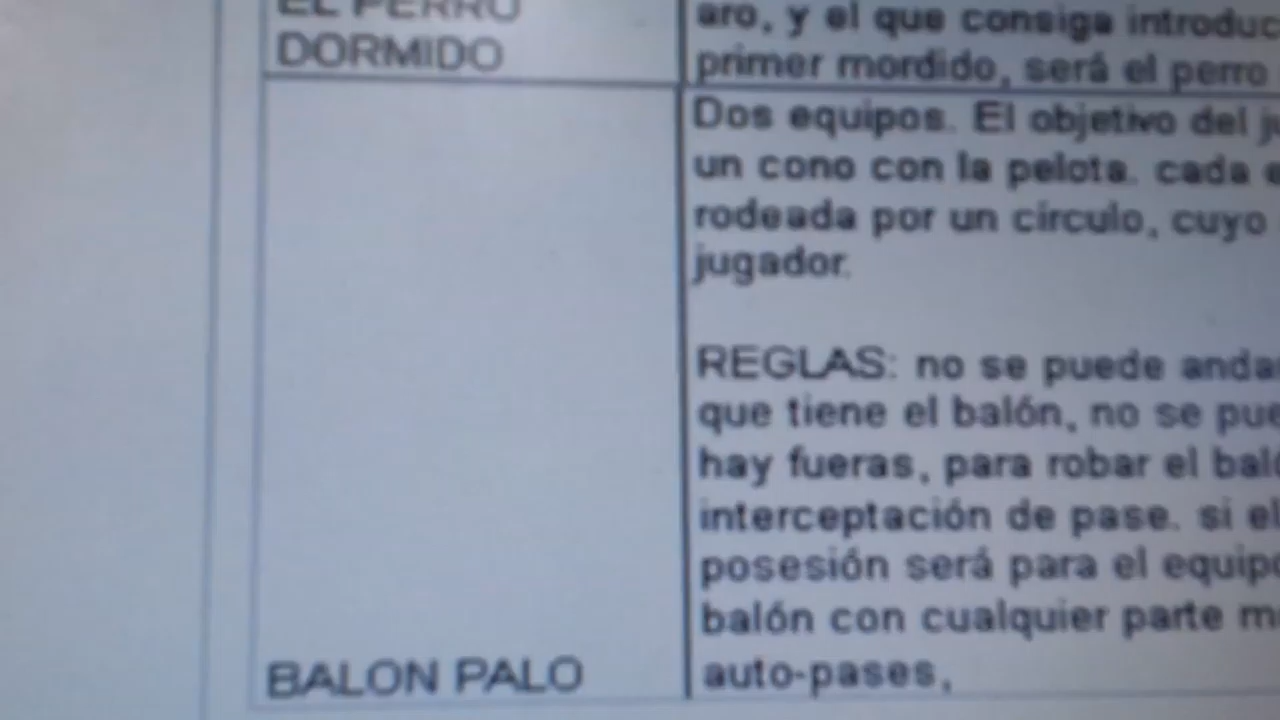 EL PERRO
DORMIDO
aro, y el que consiga introduc
primer mordido, será el perro
Dos equipos. El objetivo del j
un cono con la pelota. cada e
rodeada por un círculo, cuyo
jugador.
REGLAS: no se puede anda
que tiene el balón, no se pue
hay fueras, para robar el bal
interceptación de pase. si el
posesión será para el equipo
balón con cualquier parte m
auto-pases,
BALON PALO